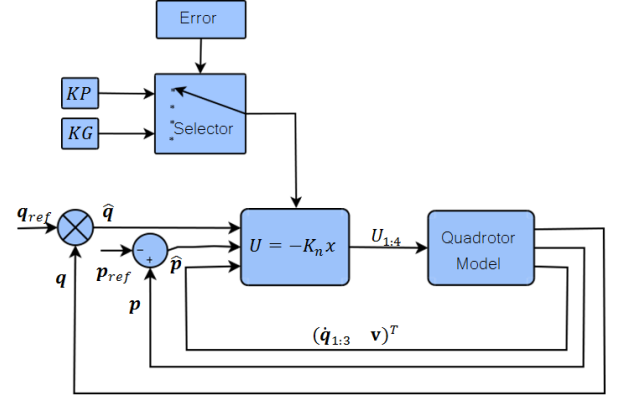 Error
KP
KG
Selector
q_ref
q̂
U = −K_n x
U_1:4
Quadrotor
Model
−
+
p̂
p_ref
q
p
(q̇_1:3 v)^T